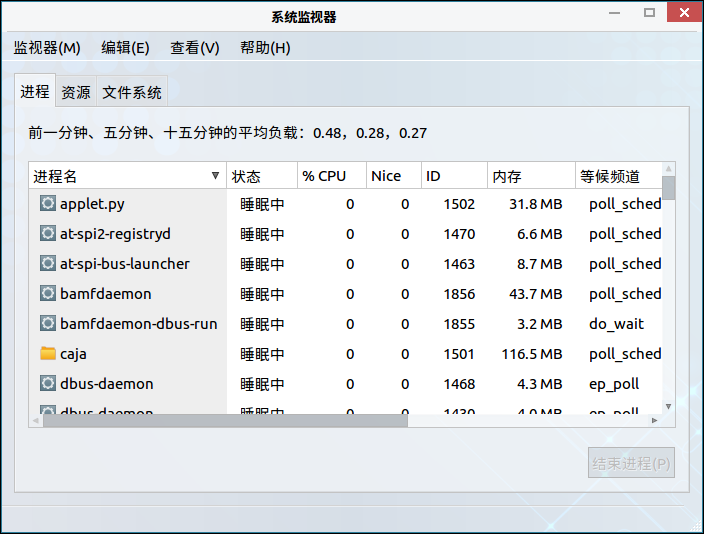 系统监视器
监视器(M) 编辑(E) 查看(V) 帮助(H)
进程 资源 文件系统
前一分钟、五分钟、十五分钟的平均负载：0.48，0.28，0.27
进程名 状态 % CPU Nice ID 内存 等候频道
applet.py 睡眠中 0 0 1502 31.8 MB poll_sched
at-spi2-registryd 睡眠中 0 0 1470 6.6 MB poll_sched
at-spi-bus-launcher 睡眠中 0 0 1463 8.7 MB poll_sched
bamfdaemon 睡眠中 0 0 1856 43.7 MB poll_sched
bamfdaemon-dbus-run 睡眠中 0 0 1855 3.2 MB do_wait
caja 睡眠中 0 0 1501 116.5 MB poll_sched
dbus-daemon 睡眠中 0 0 1468 4.3 MB ep_poll
dbus-daemon 睡眠中 0 0 1430 4.0 MB ep_poll
结束进程(P)